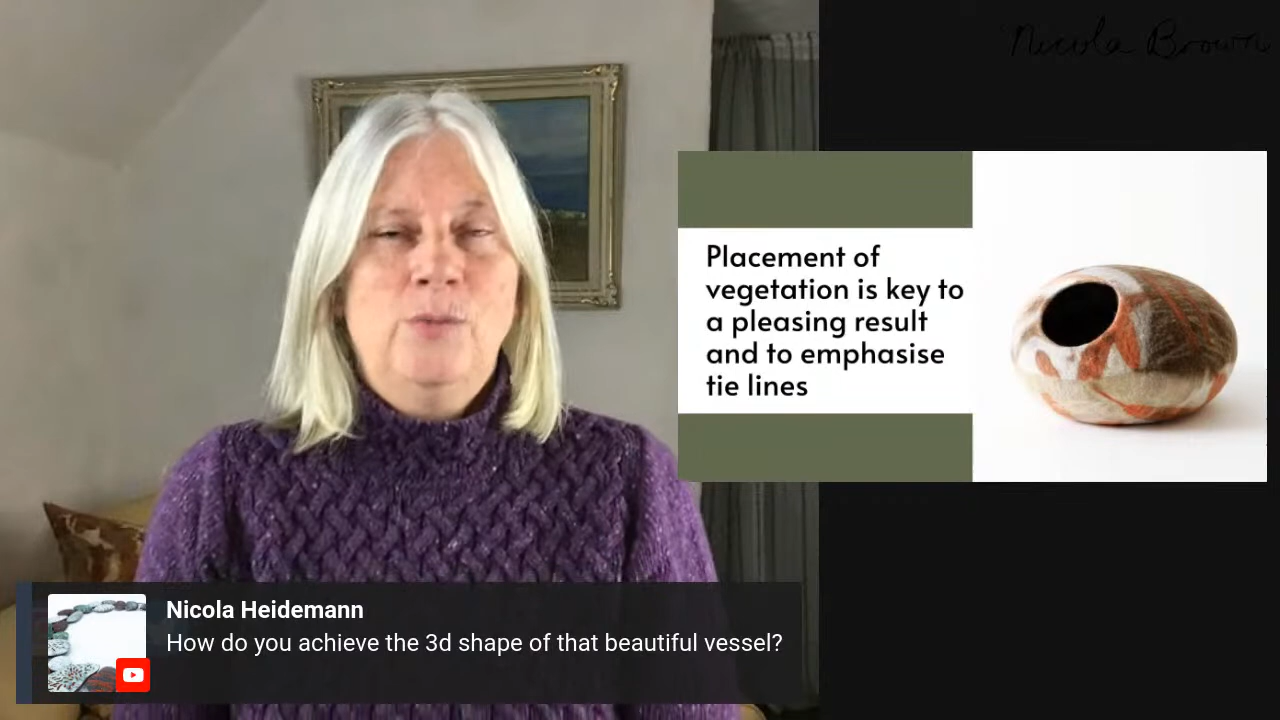 Nicola Brown
Placement of
vegetation is key to
a pleasing result
and to emphasise
tie lines
Nicola Heidemann
How do you achieve the 3d shape of that beautiful vessel?